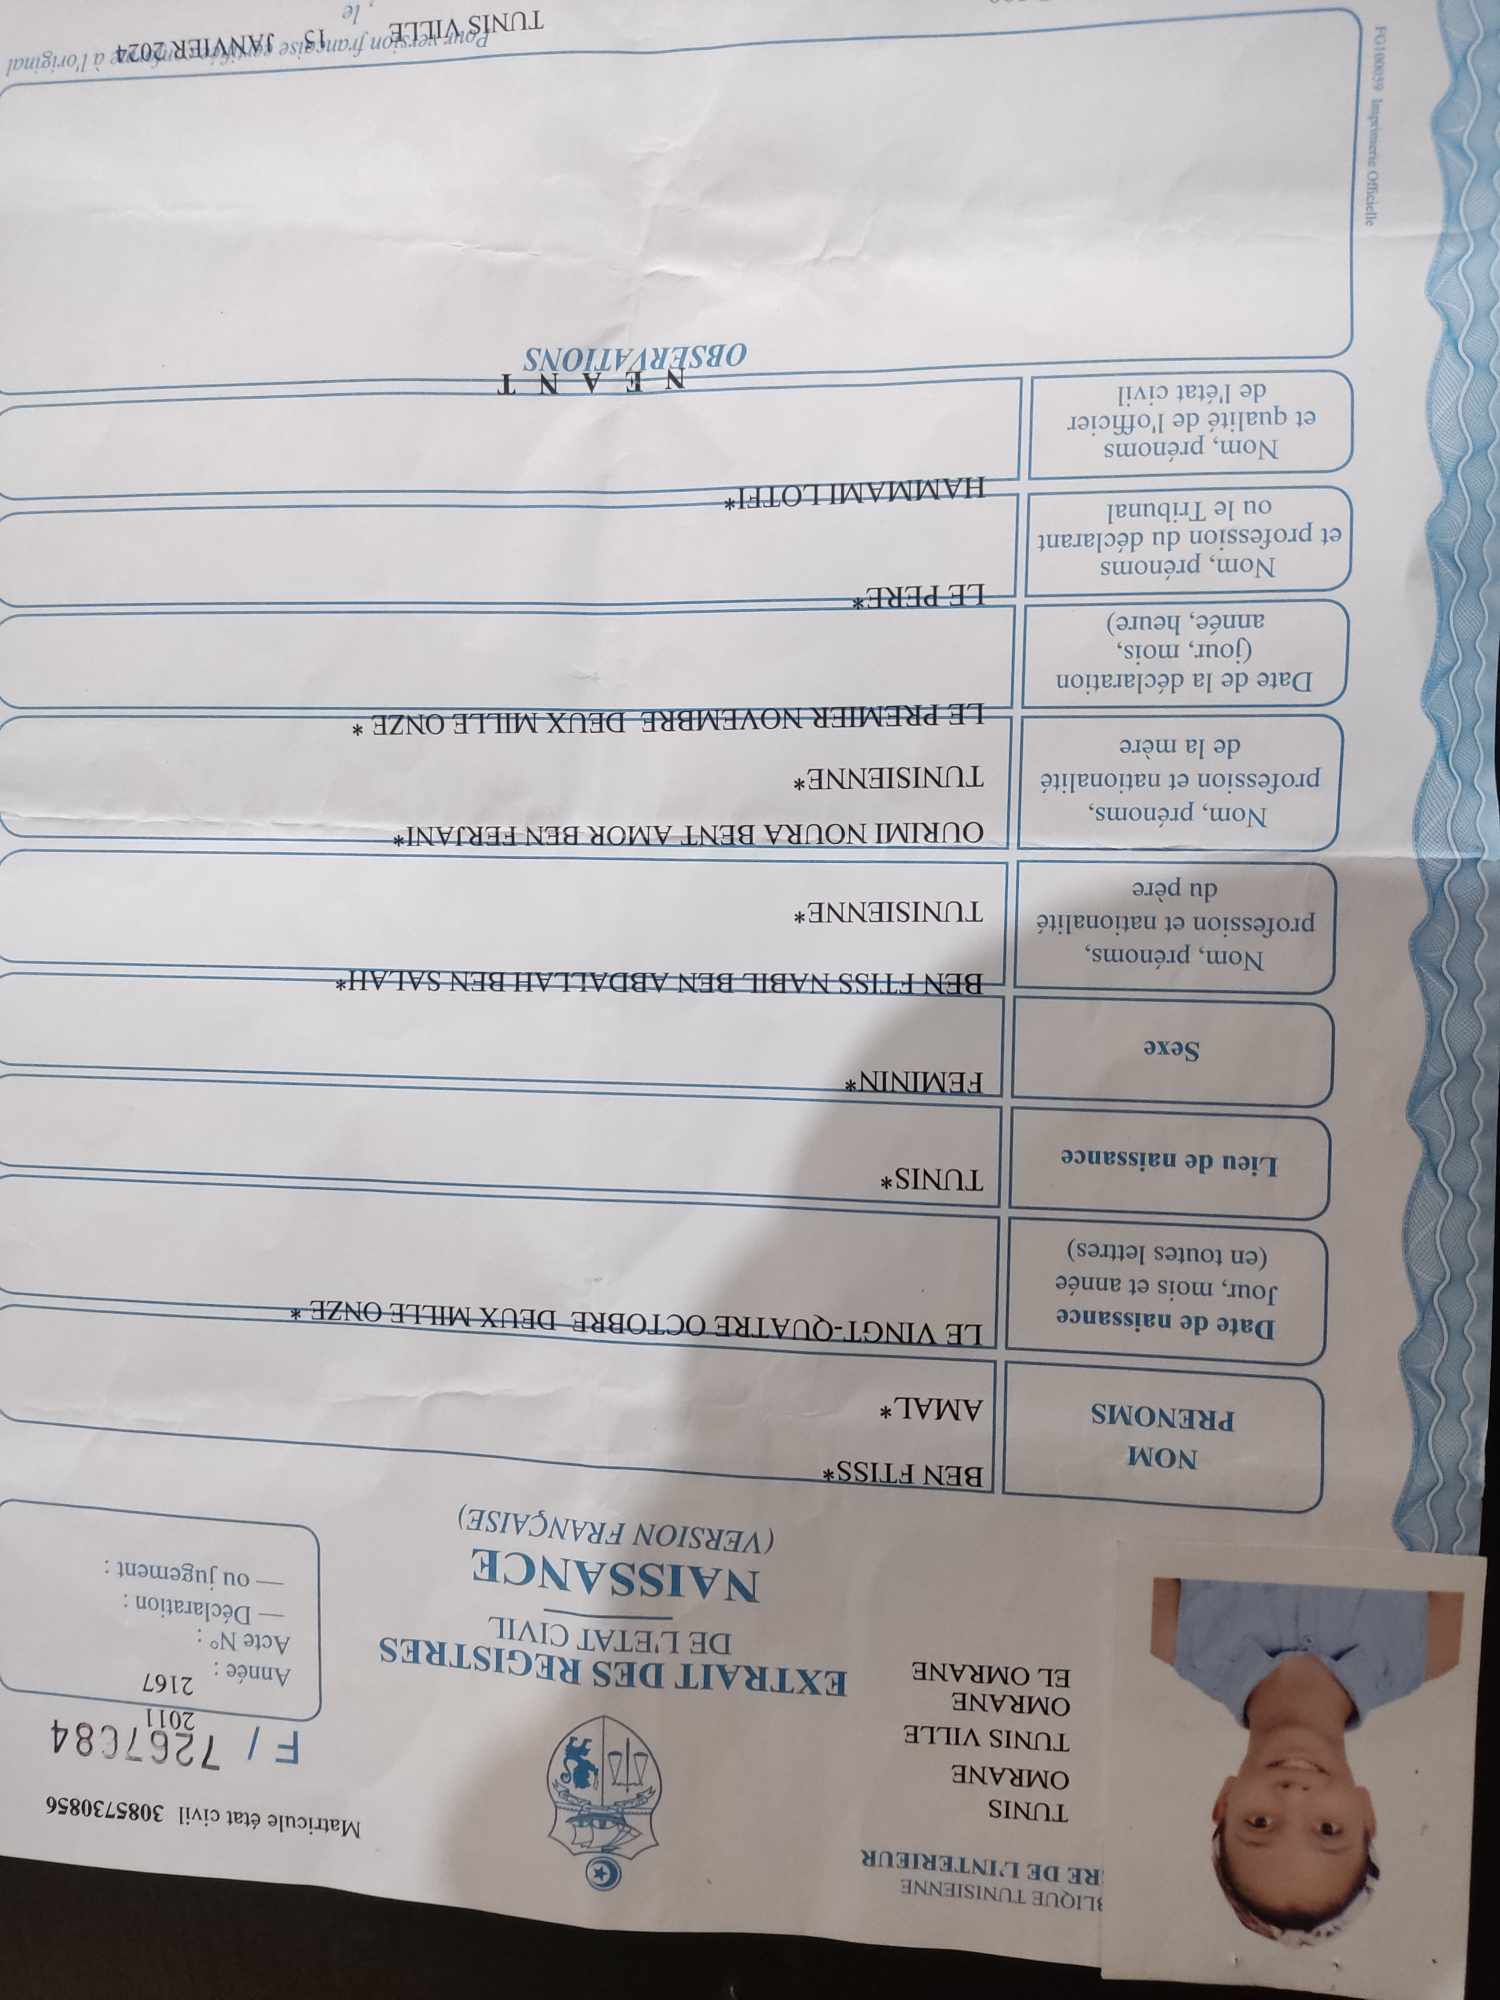 BLIQUE TUNISIENNE
RE DE L'INTERIEUR
TUNIS
OMRANE
TUNIS VILLE
OMRANE
EL OMRANE
Matricule état civil 3085730856
F / 7267084
2011
Année :
2167
Acte N° :
— Déclaration :
— ou jugement :
EXTRAIT DES REGISTRES
DE L'ETAT CIVIL
NAISSANCE
(VERSION FRANÇAISE)
NOM
PRENOMS
BEN FTISS*
AMAL*
Date de naissance
Jour, mois et année
(en toutes lettres)
LE VINGT-QUATRE OCTOBRE DEUX MILLE ONZE *
Lieu de naissance
TUNIS*
Sexe
FEMININ*
Nom, prénoms,
profession et nationalité
du père
BEN FTISS NABIL BEN ABDALLAH BEN SALAH*
TUNISIENNE*
Nom, prénoms,
profession et nationalité
de la mère
OURIMI NOURA BENT AMOR BEN FERJANI*
TUNISIENNE*
Date de la déclaration
(jour, mois,
année, heure)
LE PREMIER NOVEMBRE DEUX MILLE ONZE *
Nom, prénoms
et profession du déclarant
ou le Tribunal
LE PERE*
Nom, prénoms
et qualité de l'officier
de l'état civil
HAMMAMI LOTFI*
N E A N T
OBSERVATIONS
Pour version française certifiée conforme à l'original
TUNIS VILLE , le 15 JANVIER 2024
FG100059 Imprimerie Officielle